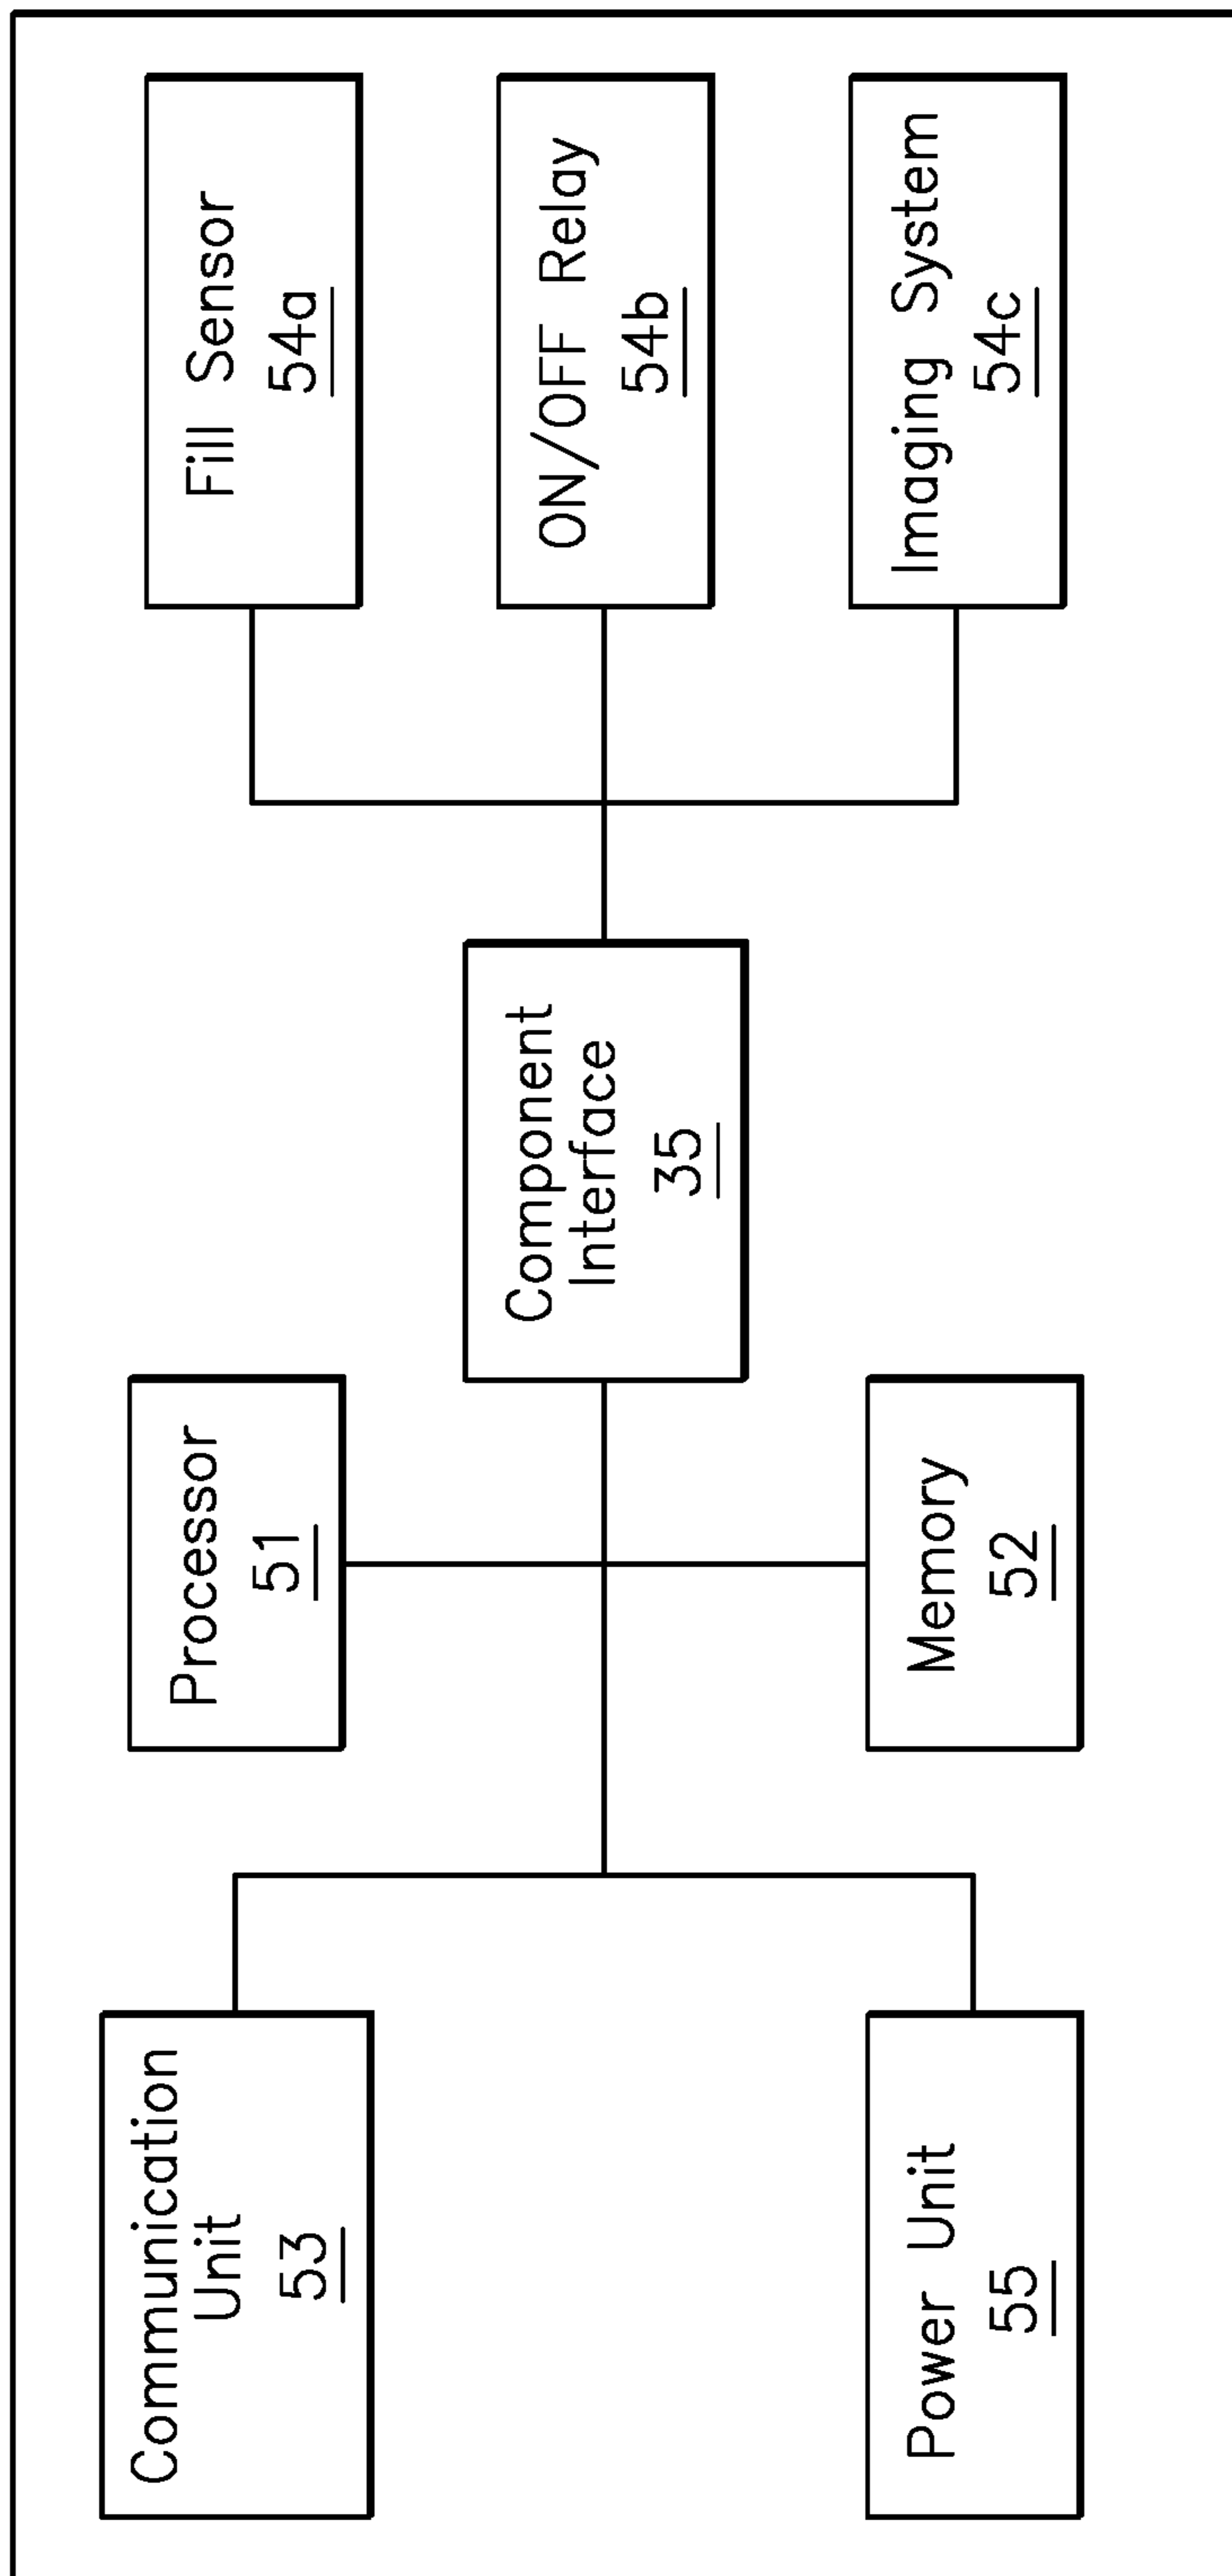 Communication
Unit
53
Processor
51
Component
Interface
35
Fill Sensor
54a
ON/OFF Relay
54b
Imaging System
54c
Memory
52
Power Unit
55